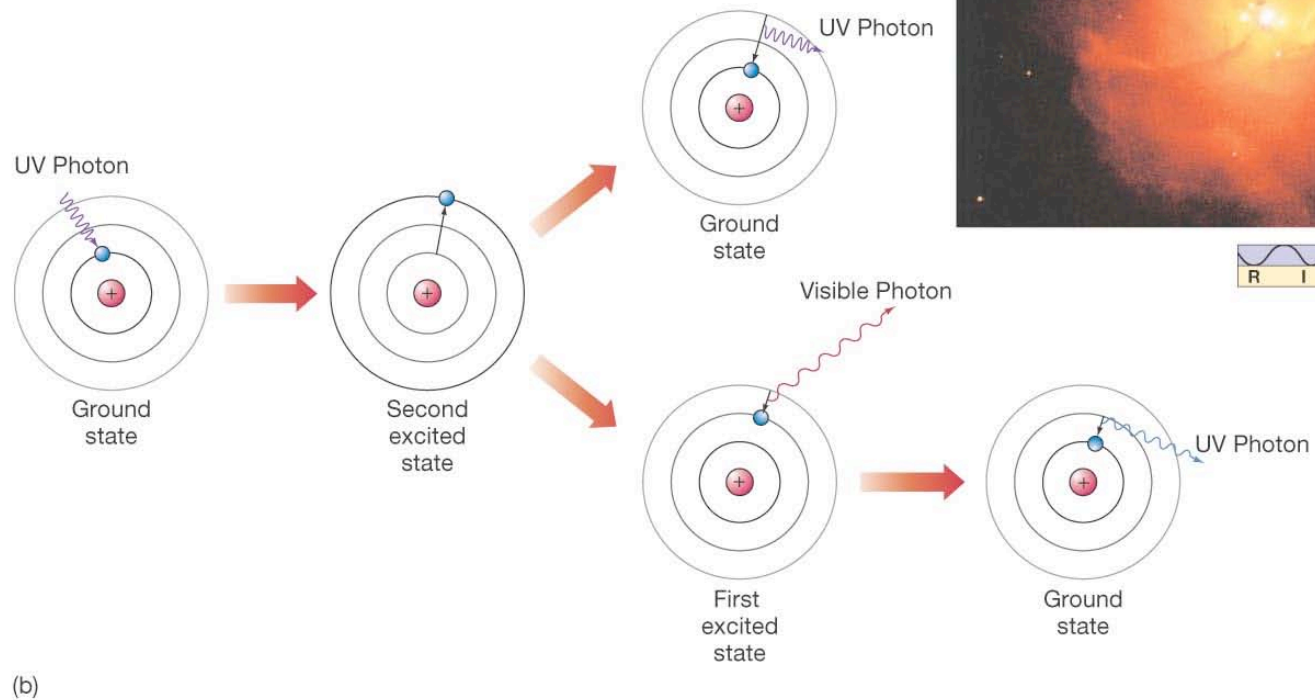 UV Photon
Ground
state
Second
excited
state
UV Photon
Ground
state
R I
Visible Photon
First
excited
state
UV Photon
Ground
state
(b)
+
+
+
+
+